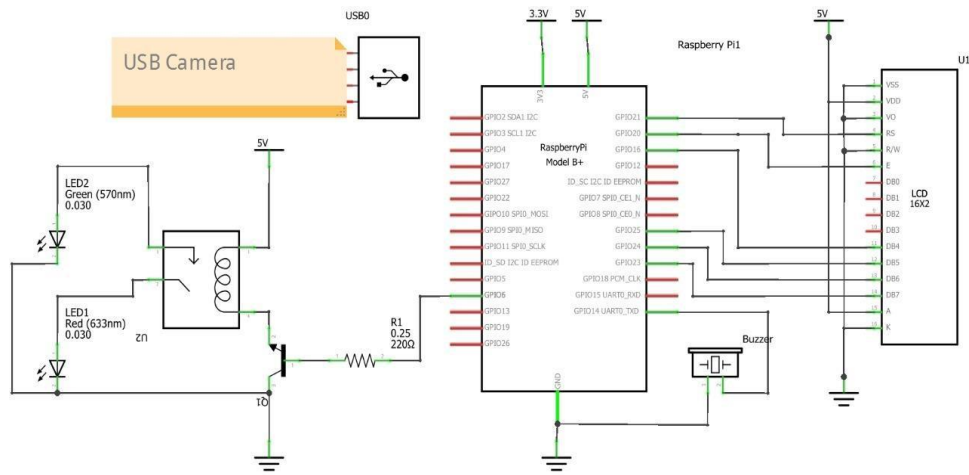 USB0
USB Camera
3.3V
5V
Raspberry Pi1
5V
U1
3V3
5V
GPIO2 SDA1 I2C
GPIO3 SCL1 I2C
GPIO4
GPIO17
GPIO27
GPIO22
GIPO10 SPI0_MOSI
GPIO9 SPI0_MISO
GPIO11 SPI0_SCLK
ID_SD I2C ID EEPROM
GPIO5
GPIO6
GPIO13
GPIO19
GPIO26
RaspberryPi
Model B+
GPIO21
GPIO20
GPIO16
GPIO12
ID_SC I2C ID EEPROM
GPIO7 SPI0_CE1_N
GPIO8 SPI0_CE0_N
GPIO25
GPIO24
GPIO23
GPIO18 PCM_CLK
GPIO15 UART0_RXD
GPIO14 UART0_TXD
GND
VSS
VDD
VO
RS
R/W
E
DB0
DB1
DB2
DB3
DB4
DB5
DB6
DB7
A
K
LCD
16X2
5V
LED2
Green (570nm)
0.030
LED1
Red (633nm)
0.030
U2
Q1
R1
0.25
220Ω
Buzzer